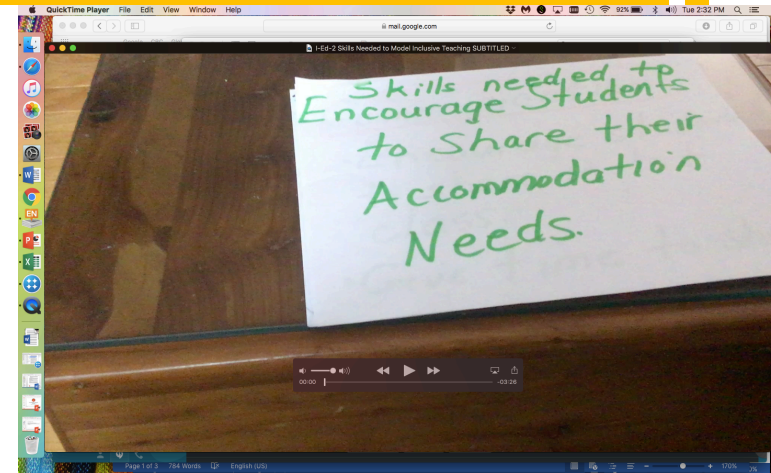 QuickTime Player File Edit View Window Help
92% Tue 2:32 PM
mail.google.com
I-Ed-2 Skills Needed to Model Inclusive Teaching SUBTITLED
Skills needed to
Encourage Students
to Share their
Accommodation
Needs.
00:00 -03:26
Page 1 of 3 784 Words English (US) 170%